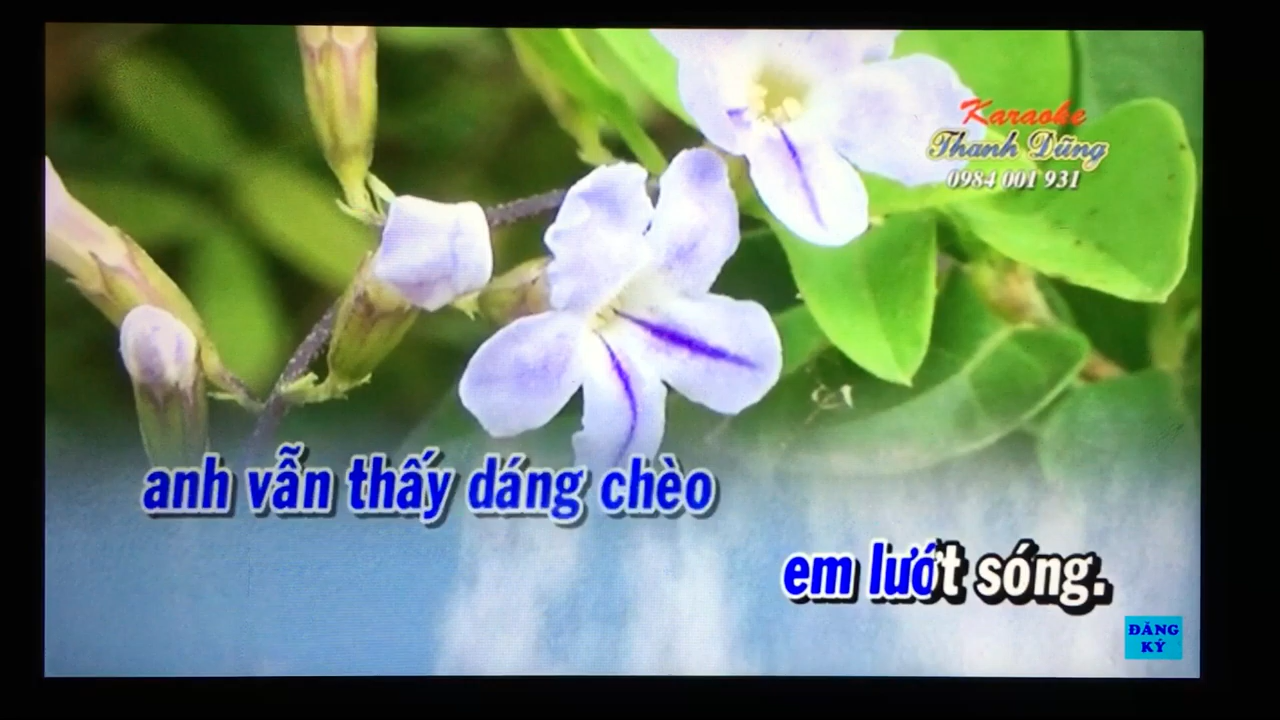 Karaoke
Thanh Dũng
0984 001 931
anh vẫn thấy dáng chèo
em lướt sóng.
ĐĂNG
KÝ